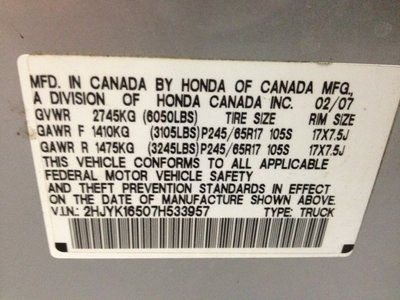 MFD. IN CANADA BY HONDA OF CANADA MFG.,
A DIVISION OF HONDA CANADA INC. 02/07
GVWR 2745KG (6050LBS) TIRE SIZE RIM SIZE
GAWR F 1410KG (3105LBS) P245/65R17 105S 17X7.5J
GAWR R 1475KG (3245LBS) P245/65R17 105S 17X7.5J
THIS VEHICLE CONFORMS TO ALL APPLICABLE
FEDERAL MOTOR VEHICLE SAFETY
AND THEFT PREVENTION STANDARDS IN EFFECT
ON THE DATE OF MANUFACTURE SHOWN ABOVE.
V.I.N.: 2HJYK16507H533957 TYPE: TRUCK